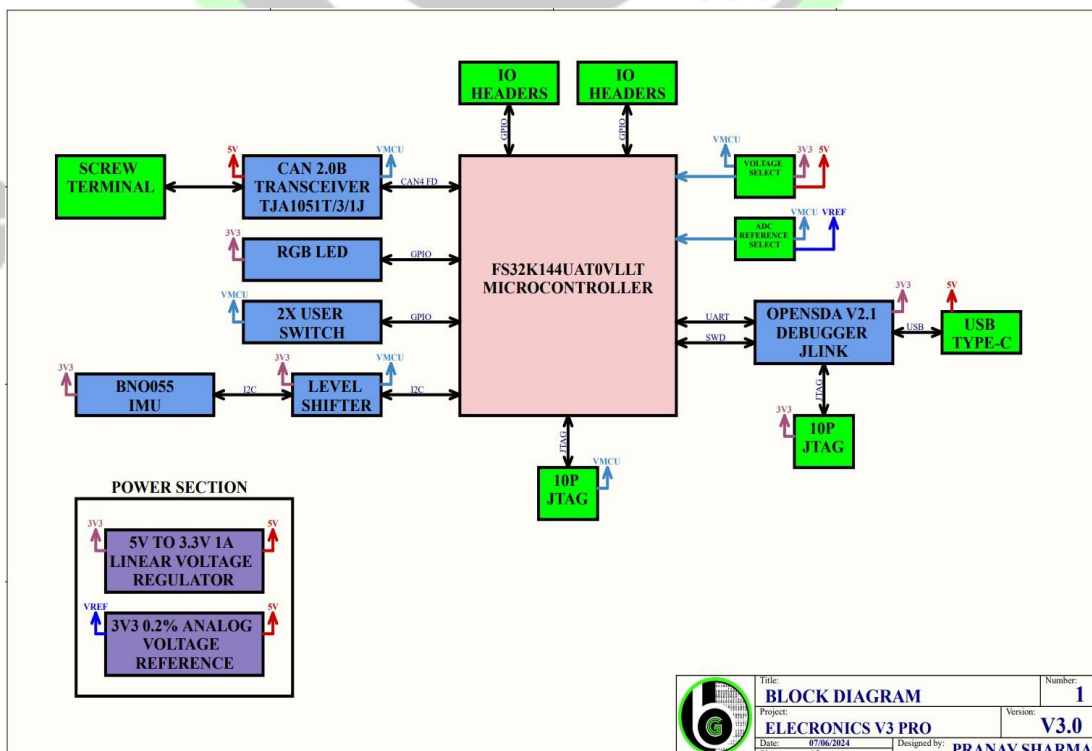 IO
HEADERS
IO
HEADERS
GPIO
GPIO
SCREW
TERMINAL
5V
VMCU
CAN 2.0B
TRANSCEIVER
TJA1051T/3/1J
CAN4 FD
VMCU
3V3
5V
VOLTAGE
SELECT
3V3
RGB LED
GPIO
VMCU
VREF
ADC
REFERENCE
SELECT
FS32K144UAT0VLLT
MICROCONTROLLER
VMCU
2X USER
SWITCH
GPIO
UART
SWD
3V3
OPENSDA V2.1
DEBUGGER
JLINK
USB
5V
USB
TYPE-C
3V3
BNO055
IMU
I2C
3V3
VMCU
LEVEL
SHIFTER
I2C
JTAG
3V3
10P
JTAG
JTAG
VMCU
10P
JTAG
POWER SECTION
3V3
5V
5V TO 3.3V 1A
LINEAR VOLTAGE
REGULATOR
VREF
5V
3V3 0.2% ANALOG
VOLTAGE
REFERENCE
Title:
BLOCK DIAGRAM
Number:
1
Project:
ELECRONICS V3 PRO
Version:
V3.0
Date: 07/06/2024
Designed by: PRANAY SHARMA